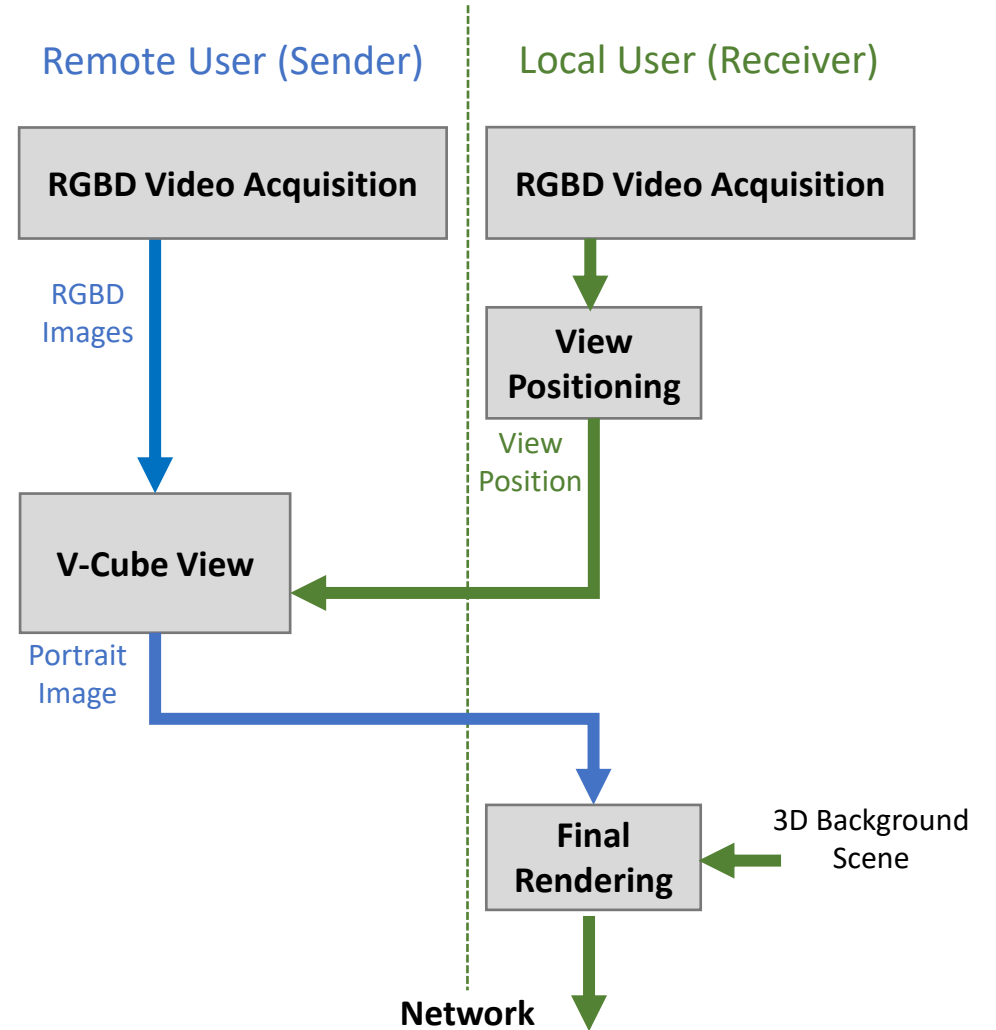 Remote User (Sender)
Local User (Receiver)
RGBD Video Acquisition
RGBD Video Acquisition
RGBD
Images
View
Positioning
View
Position
V-Cube View
Portrait
Image
Final
Rendering
3D Background
Scene
Network